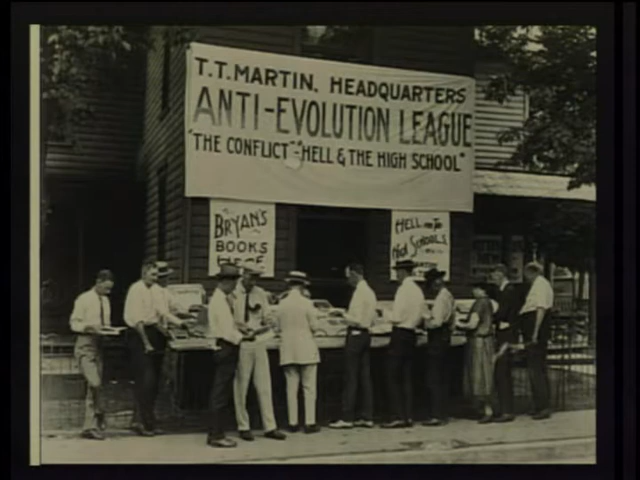 T.T. MARTIN. HEADQUARTERS
ANTI-EVOLUTION LEAGUE
"THE CONFLICT"-"HELL & THE HIGH SCHOOL"
"BRYAN'S
BOOKS
HERE
HELL AND THE
HIGH SCHOOLS
MARTIN